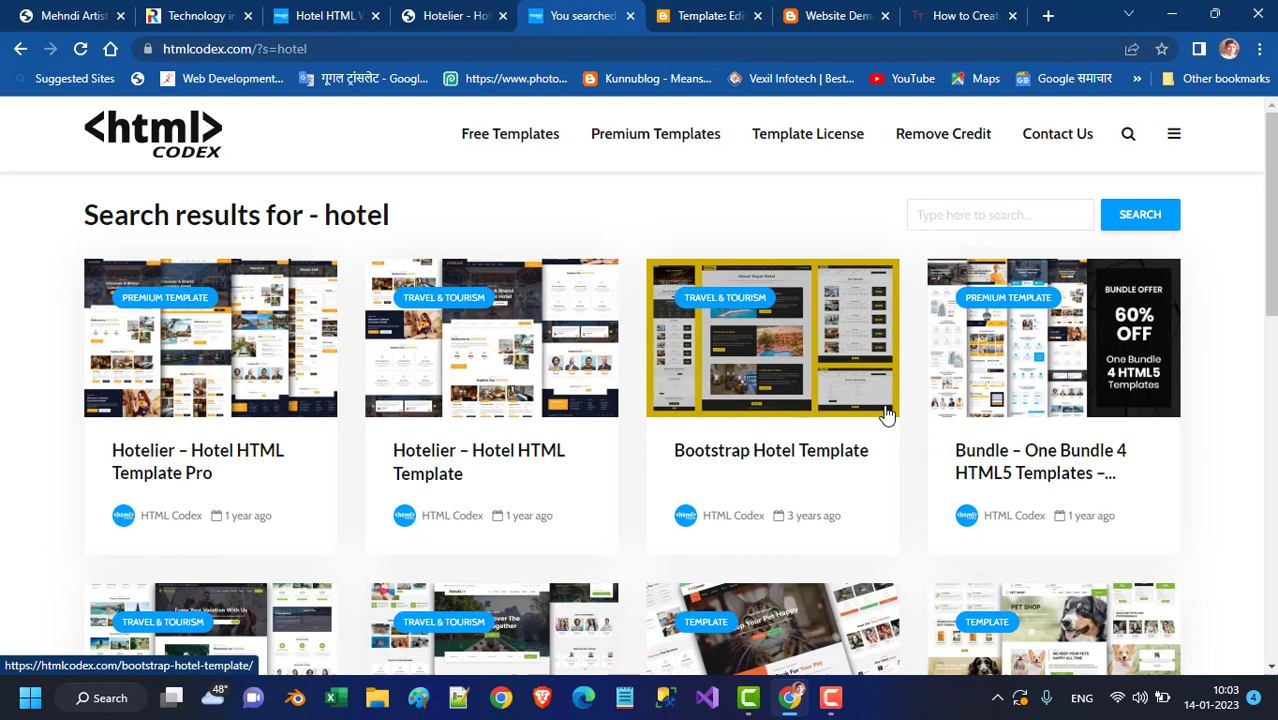 Mehndi Artist
Technology in
Hotel HTML W
Hotelier - Hot
You searched
Template: Edi
Website Dem
How to Create
htmlcodex.com/?s=hotel
Suggested Sites
Web Development...
गूगल ट्रांसलेट - Google...
https://www.photo...
Kunnublog - Means...
Vexil Infotech | Best...
YouTube
Maps
Google समाचार
»
Other bookmarks
<html>
CODEX
Free Templates
Premium Templates
Template License
Remove Credit
Contact Us
Search results for - hotel
Type here to search...
SEARCH
PREMIUM TEMPLATE
TRAVEL & TOURISM
TRAVEL & TOURISM
PREMIUM TEMPLATE
BUNDLE OFFER
60%
OFF
One Bundle
4 HTML5
Templates
Hotelier – Hotel HTML
Template Pro
Hotelier – Hotel HTML
Template
Bootstrap Hotel Template
Bundle – One Bundle 4
HTML5 Templates –...
HTML Codex 1 year ago
HTML Codex 1 year ago
HTML Codex 3 years ago
HTML Codex 1 year ago
TRAVEL & TOURISM
TRAVEL & TOURISM
TEMPLATE
TEMPLATE
PET SHOP
https://htmlcodex.com/bootstrap-hotel-template/
Search
48°
ENG
10:03
14-01-2023
4